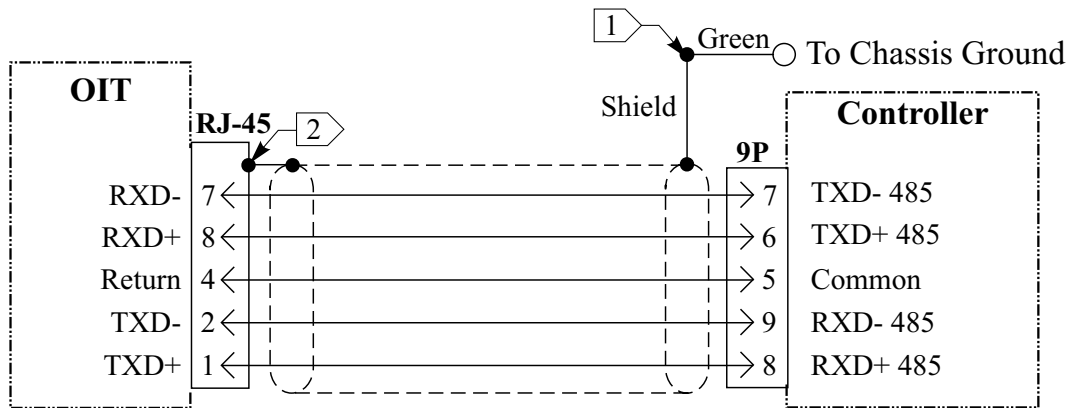 1
Green
To Chassis Ground
OIT
Shield
Controller
RJ-45
2
9P
RXD- 7 7 TXD- 485
RXD+ 8 6 TXD+ 485
Return 4 5 Common
TXD- 2 9 RXD- 485
TXD+ 1 8 RXD+ 485